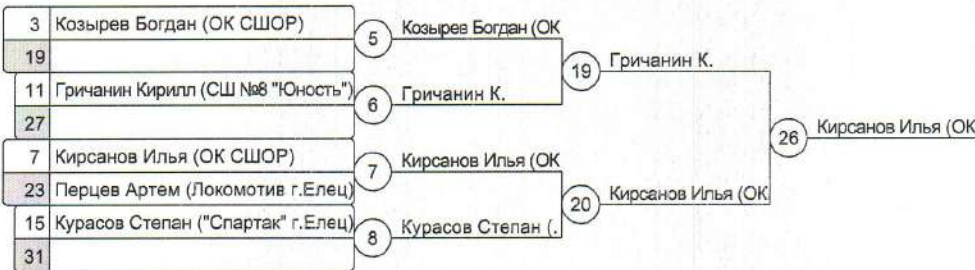 3 Козырев Богдан (ОК СШОР)
5 Козырев Богдан (ОК
19
19 Гричанин К.
11 Гричанин Кирилл (СШ №8 "Юность")
6 Гричанин К.
27
26 Кирсанов Илья (ОК
7 Кирсанов Илья (ОК СШОР)
7 Кирсанов Илья (ОК
23 Перцев Артем (Локомотив г.Елец)
20 Кирсанов Илья (ОК
15 Курасов Степан ("Спартак" г.Елец)
8 Курасов Степан (.
31